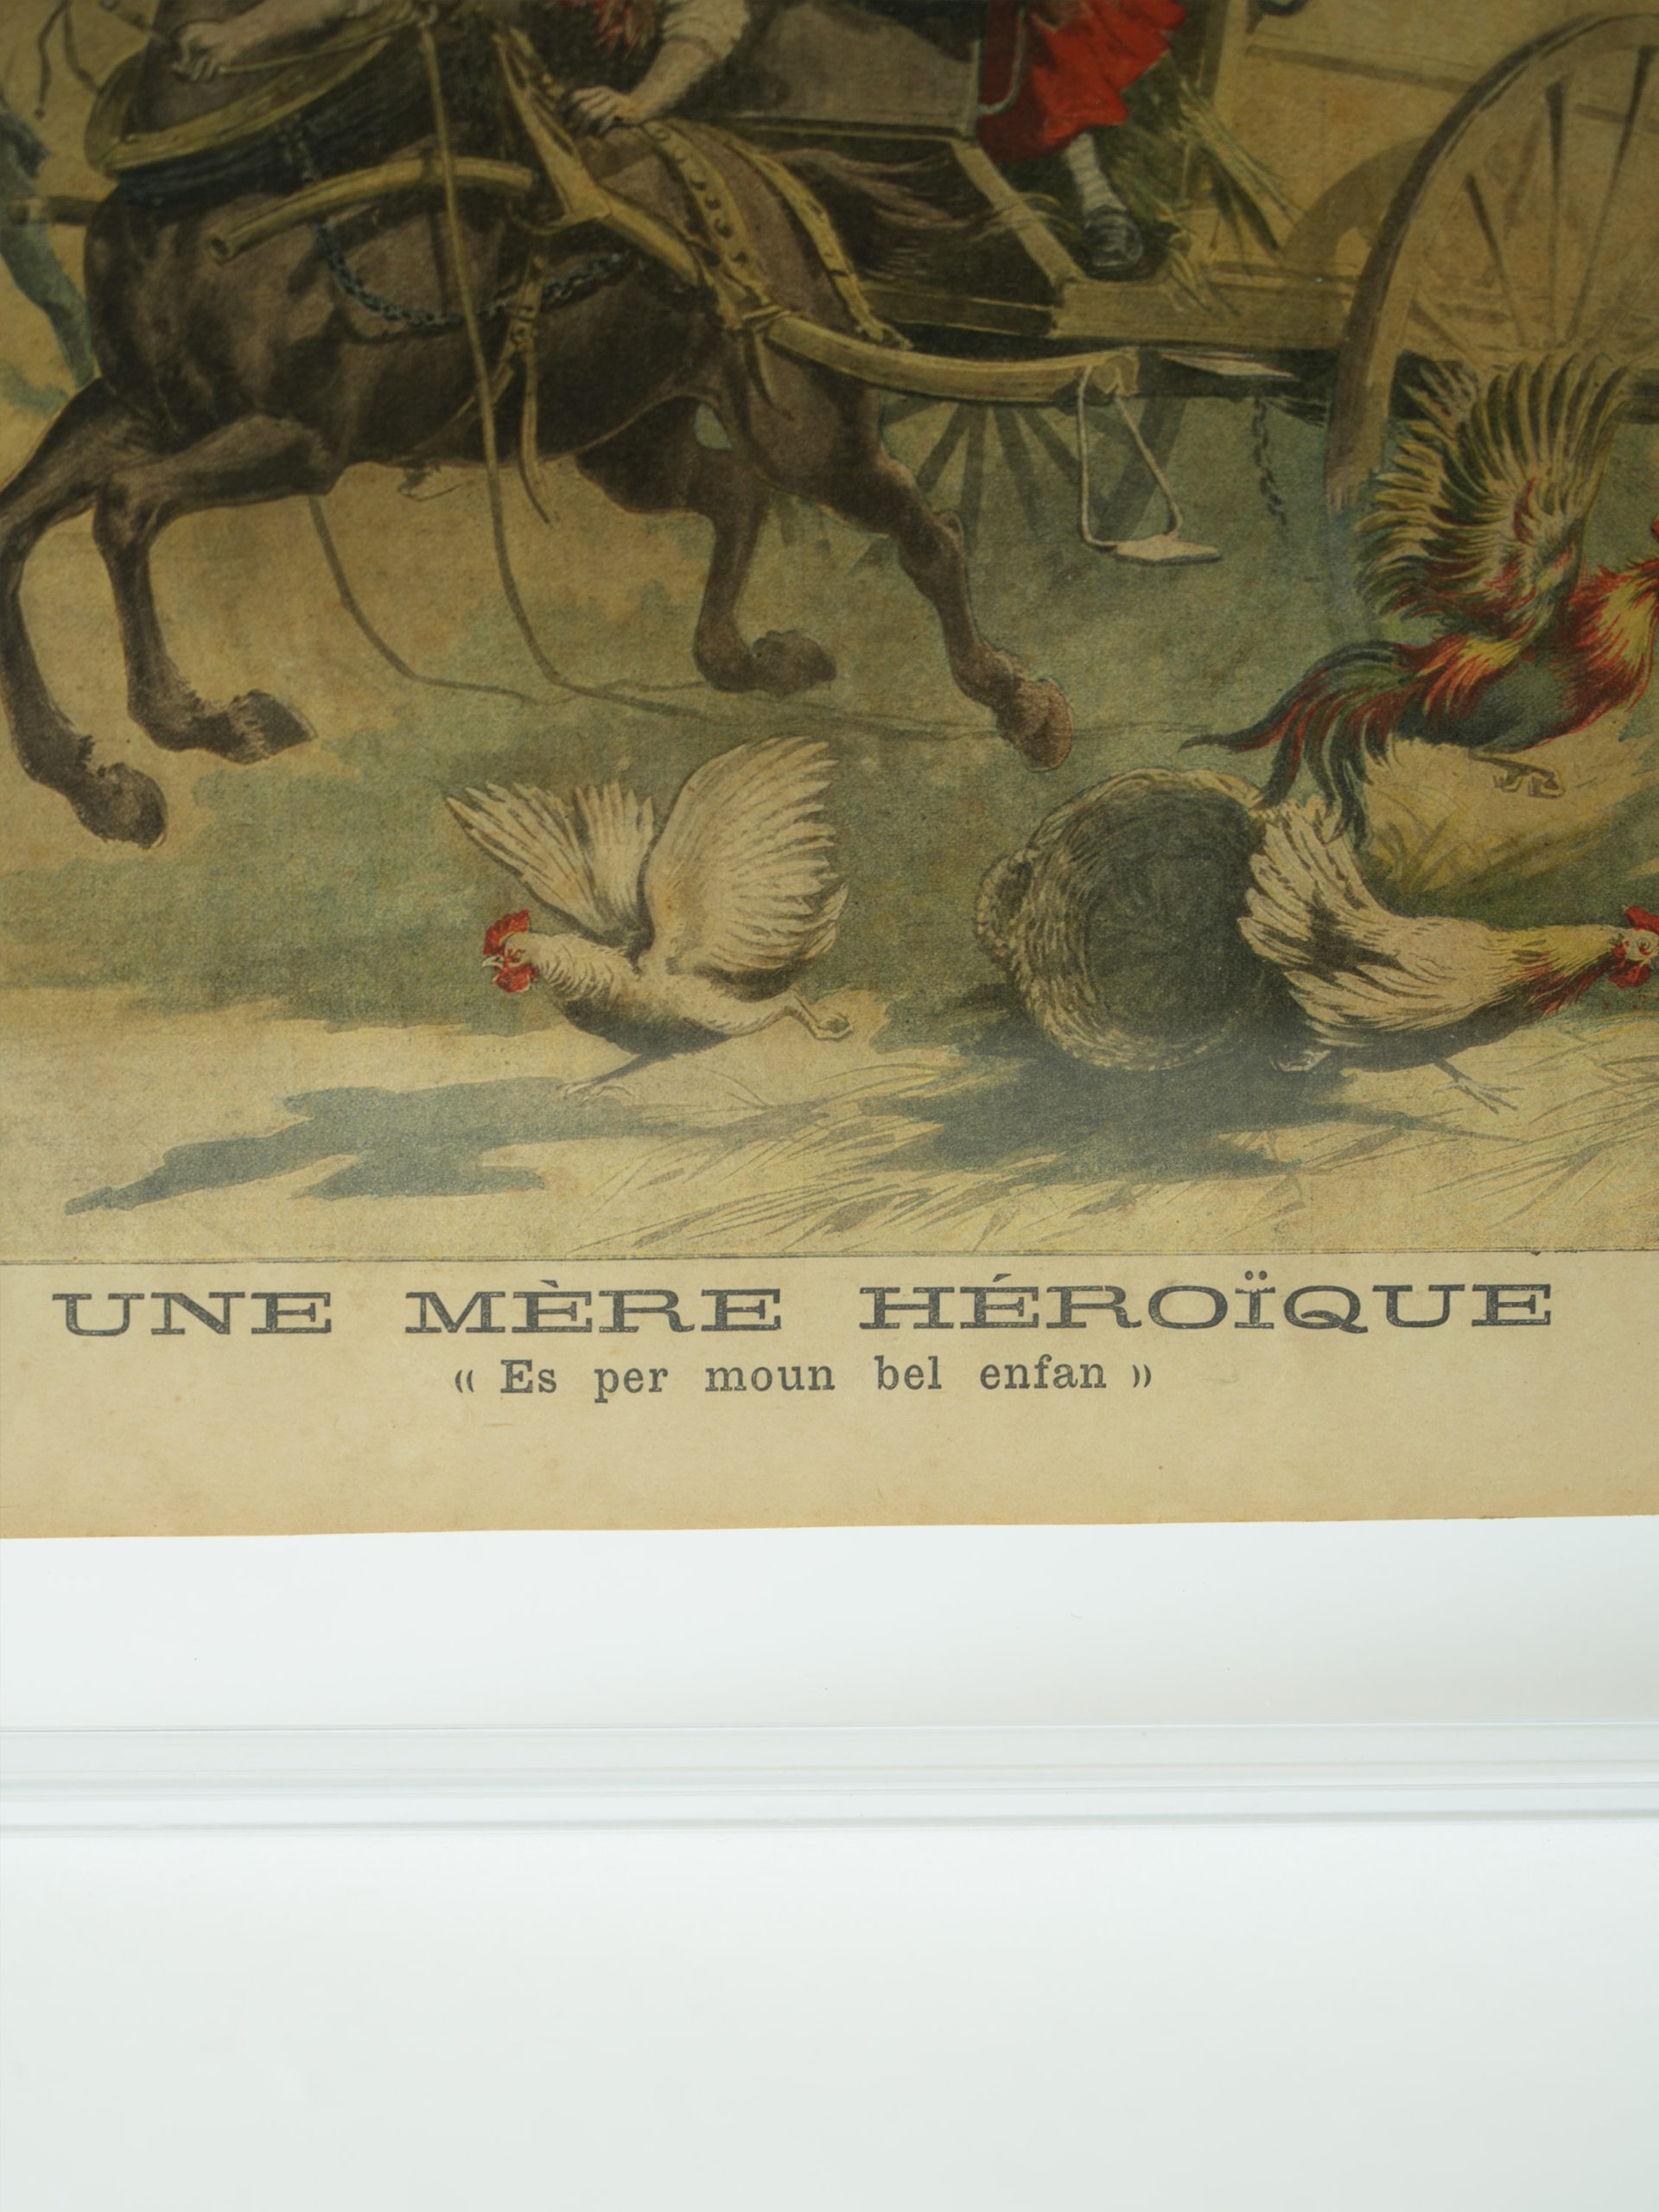 UNE MÈRE HÉROÏQUE
« Es per moun bel enfan »